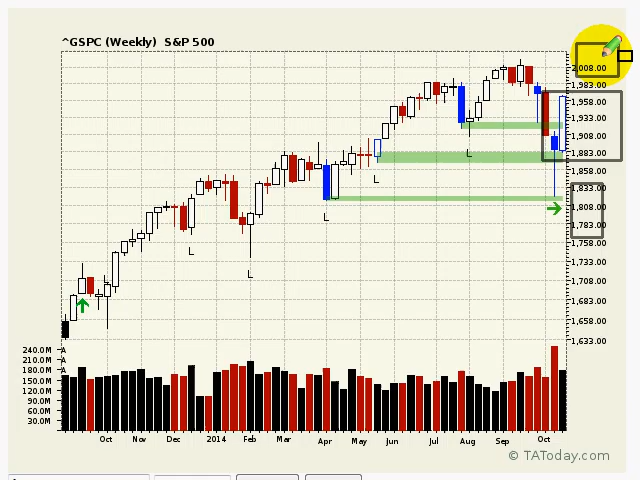 ^GSPC (Weekly)  S&P 500
2,008.00
1,983.00
1,958.00
1,933.00
1,908.00
1,883.00
1,858.00
1,833.00
1,808.00
1,783.00
1,758.00
1,733.00
1,708.00
1,683.00
1,658.00
1,633.00
L
L
L
L
L
L
240.0M A
210.0M A
180.0M A
150.0M
120.0M
90.0M
60.0M
30.0M
Oct Nov Dec 2014 Feb Mar Apr May Jun Jul Aug Sep Oct
© TAToday.com